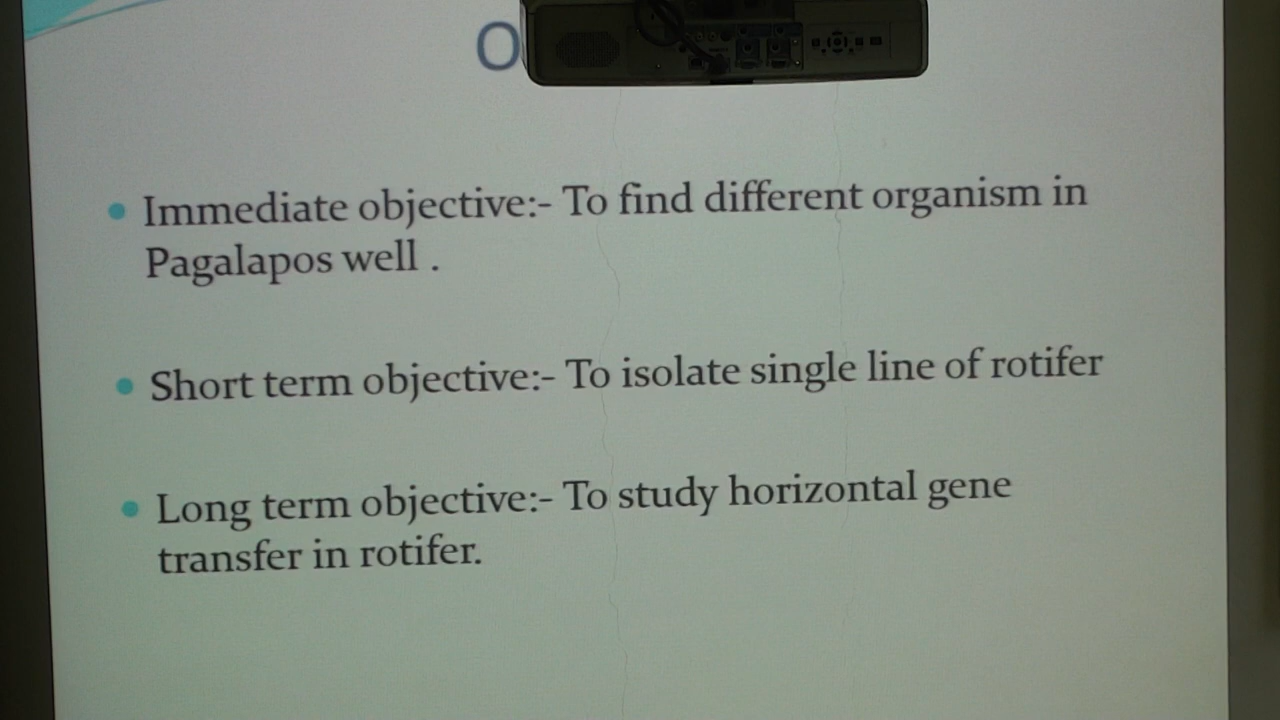 O
Immediate objective:- To find different organism in
Pagalapos well .
Short term objective:- To isolate single line of rotifer
Long term objective:- To study horizontal gene
transfer in rotifer.